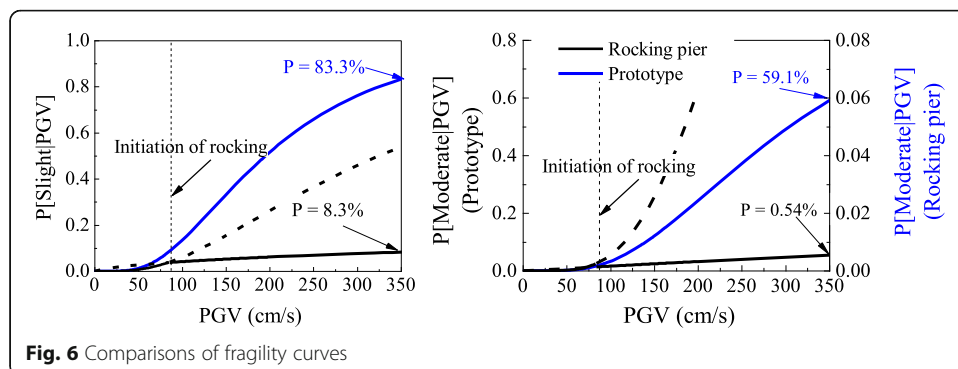 1.0
0.8
0.6
0.4
0.2
0.0
P[Slight|PGV]
P = 83.3%
Initiation of rocking
P = 8.3%
0 50 100 150 200 250 300 350
PGV (cm/s)
0.8
0.6
0.4
0.2
0.0
P[Moderate|PGV]
(Prototype)
Rocking pier
Prototype
P = 59.1%
Initiation of rocking
P = 0.54%
0 50 100 150 200 250 300 350
PGV (cm/s)
0.08
0.06
0.04
0.02
0.00
P[Moderate|PGV]
(Rocking pier)
Fig. 6 Comparisons of fragility curves